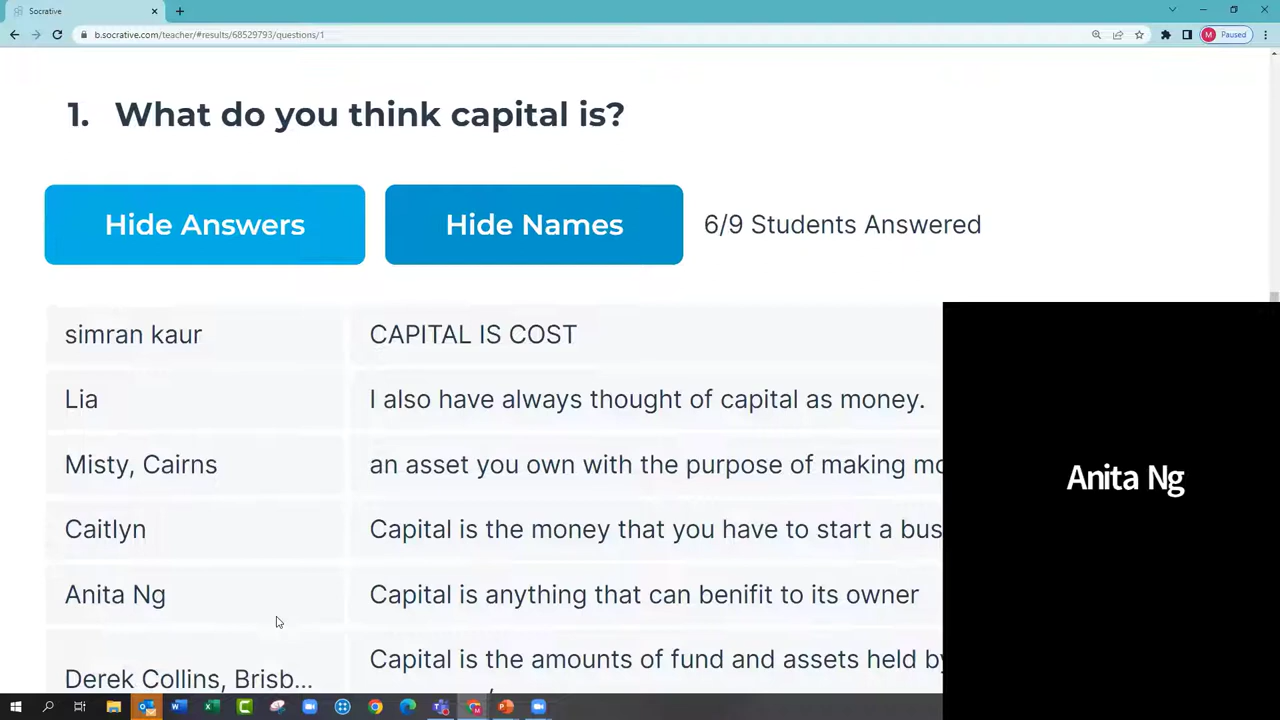 Socrative
b.socrative.com/teacher/#results/68529793/questions/1
M Paused
1. What do you think capital is?
Hide Answers
Hide Names
6/9 Students Answered
simran kaur
CAPITAL IS COST
Lia
I also have always thought of capital as money.
Misty, Cairns
an asset you own with the purpose of making mo
Caitlyn
Capital is the money that you have to start a bus
Anita Ng
Capital is anything that can benifit to its owner
Derek Collins, Brisb...
Capital is the amounts of fund and assets held by
Anita Ng